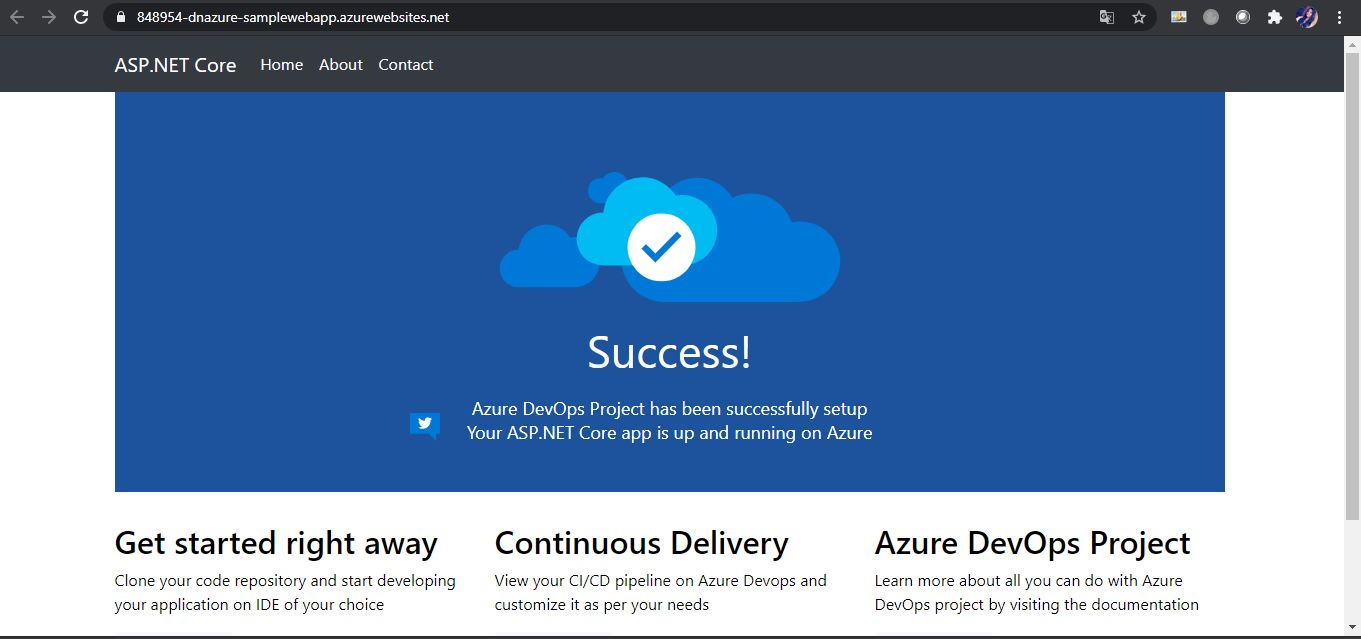 848954-dnazure-samplewebapp.azurewebsites.net
ASP.NET Core Home About Contact
Success!
Azure DevOps Project has been successfully setup
Your ASP.NET Core app is up and running on Azure
Get started right away
Clone your code repository and start developing
your application on IDE of your choice
Continuous Delivery
View your CI/CD pipeline on Azure Devops and
customize it as per your needs
Azure DevOps Project
Learn more about all you can do with Azure
DevOps project by visiting the documentation